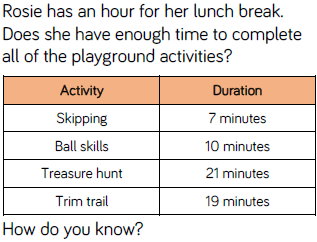 Rosie has an hour for her lunch break.
Does she have enough time to complete
all of the playground activities?
Activity Duration
Skipping 7 minutes
Ball skills 10 minutes
Treasure hunt 21 minutes
Trim trail 19 minutes
How do you know?